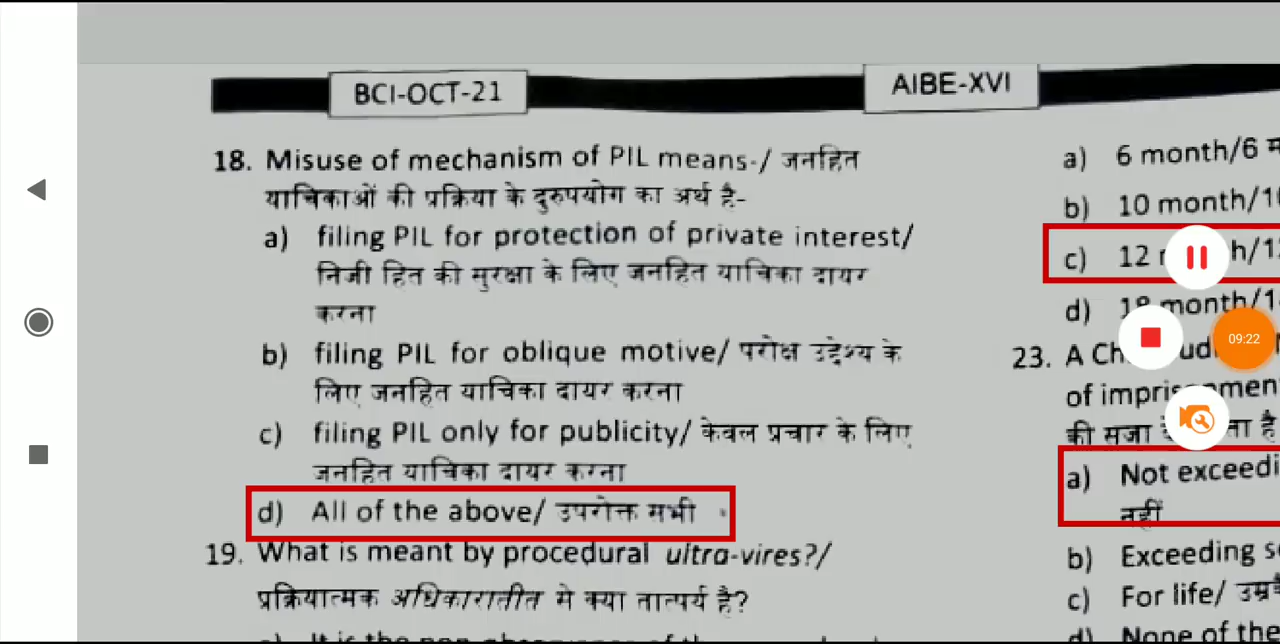 BCI-OCT-21
AIBE-XVI
18. Misuse of mechanism of PIL means-/ जनहित
याचिकाओं की प्रक्रिया के दुरुपयोग का अर्थ है-
a) filing PIL for protection of private interest/
निजी हित की सुरक्षा के लिए जनहित याचिका दायर
करना
b) filing PIL for oblique motive/ परोक्ष उद्देश्य के
लिए जनहित याचिका दायर करना
c) filing PIL only for publicity/ केवल प्रचार के लिए
जनहित याचिका दायर करना
d) All of the above/ उपरोक्त सभी
19. What is meant by procedural ultra-vires?/
प्रक्रियात्मक अधिकारातीत से क्या तात्पर्य है?
a) 6 month/6
b) 10 month/10
c) 12
d) 18 month/1
23. A Ch
of
की सजा
a) Not
नहीं
b) Exceeding
c) For life/
d) None of the
09:22